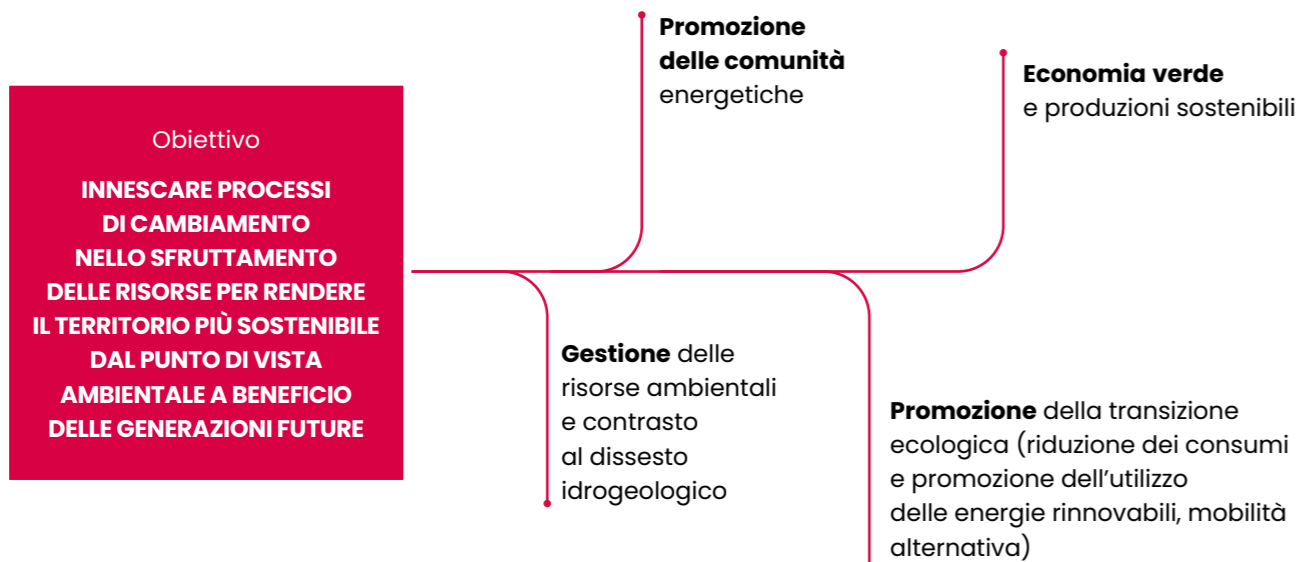 Obiettivo
INNESCARE PROCESSI
DI CAMBIAMENTO
NELLO SFRUTTAMENTO
DELLE RISORSE PER RENDERE
IL TERRITORIO PIÙ SOSTENIBILE
DAL PUNTO DI VISTA
AMBIENTALE A BENEFICIO
DELLE GENERAZIONI FUTURE
Promozione
delle comunità
energetiche
Economia verde
e produzioni sostenibili
Gestione delle
risorse ambientali
e contrasto
al dissesto
idrogeologico
Promozione della transizione
ecologica (riduzione dei consumi
e promozione dell’utilizzo
delle energie rinnovabili, mobilità
alternativa)